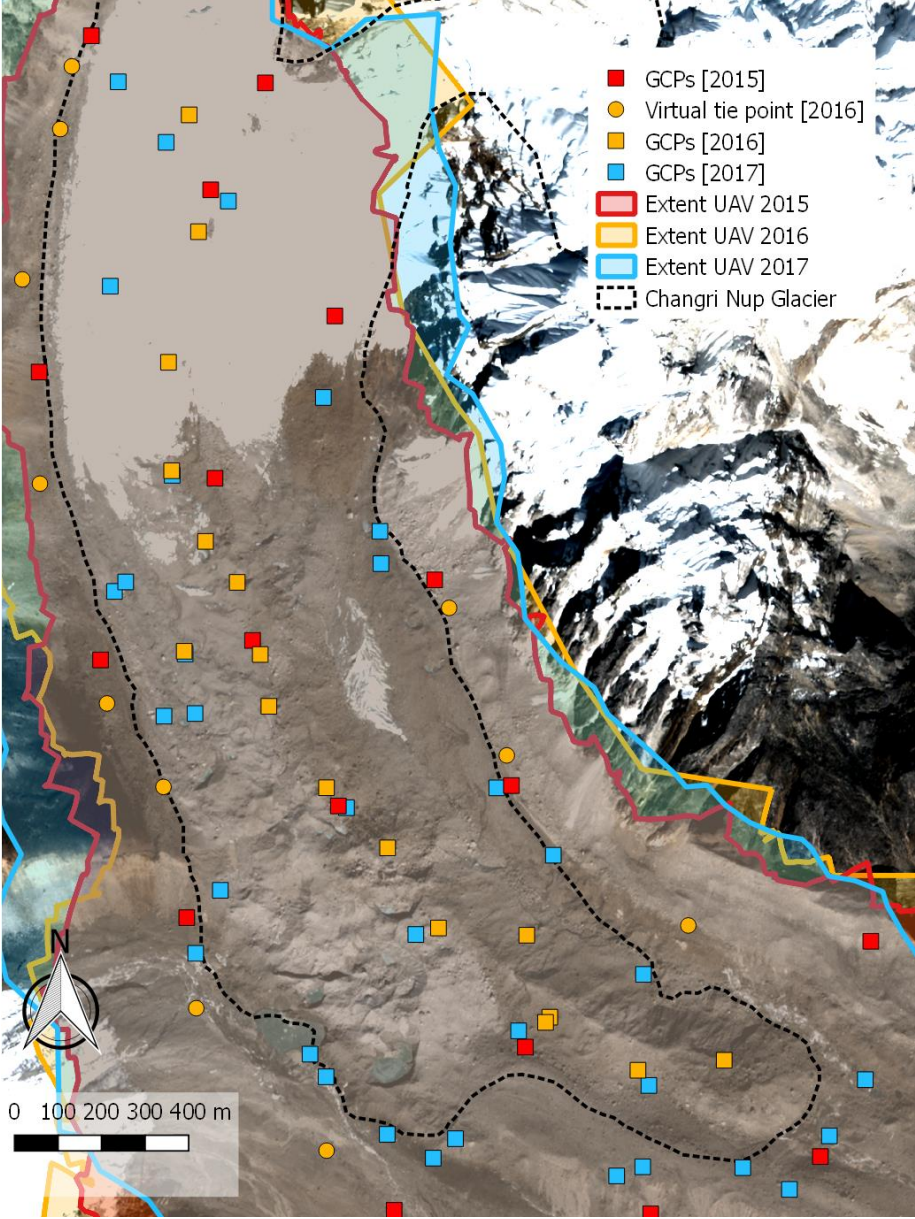 GCPs [2015]
Virtual tie point [2016]
GCPs [2016]
GCPs [2017]
Extent UAV 2015
Extent UAV 2016
Extent UAV 2017
Changri Nup Glacier
N
0 100 200 300 400 m